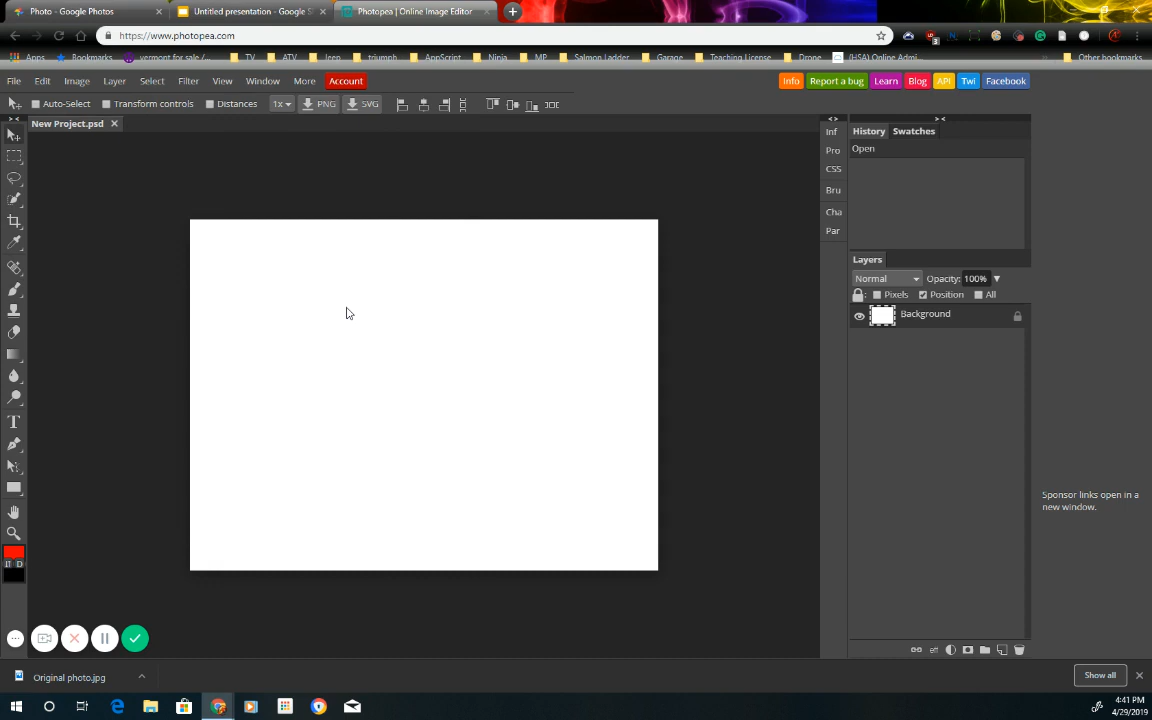 Photo - Google Photos
Untitled presentation - Google S
Photopea | Online Image Editor
https://www.photopea.com
3
Apps
Bookmarks
vermont for sale /...
TV
ATV
Jeep
triumph
AppScript
Ninja
MP
Salmon Ladder
Garage
Teaching License
Drone
(HSA) Online Admi...
Other bookmarks
File Edit Image Layer Select Filter View Window More Account
Info Report a bug Learn Blog API Twi Facebook
Auto-Select Transform controls Distances 1x PNG SVG
New Project.psd
Inf
Pro
CSS
Bru
Cha
Par
History Swatches
Open
Layers
Normal Opacity: 100%
Pixels Position All
Background
T
D
eff
Sponsor links open in a
new window.
Original photo.jpg
Show all
4:41 PM
4/29/2019